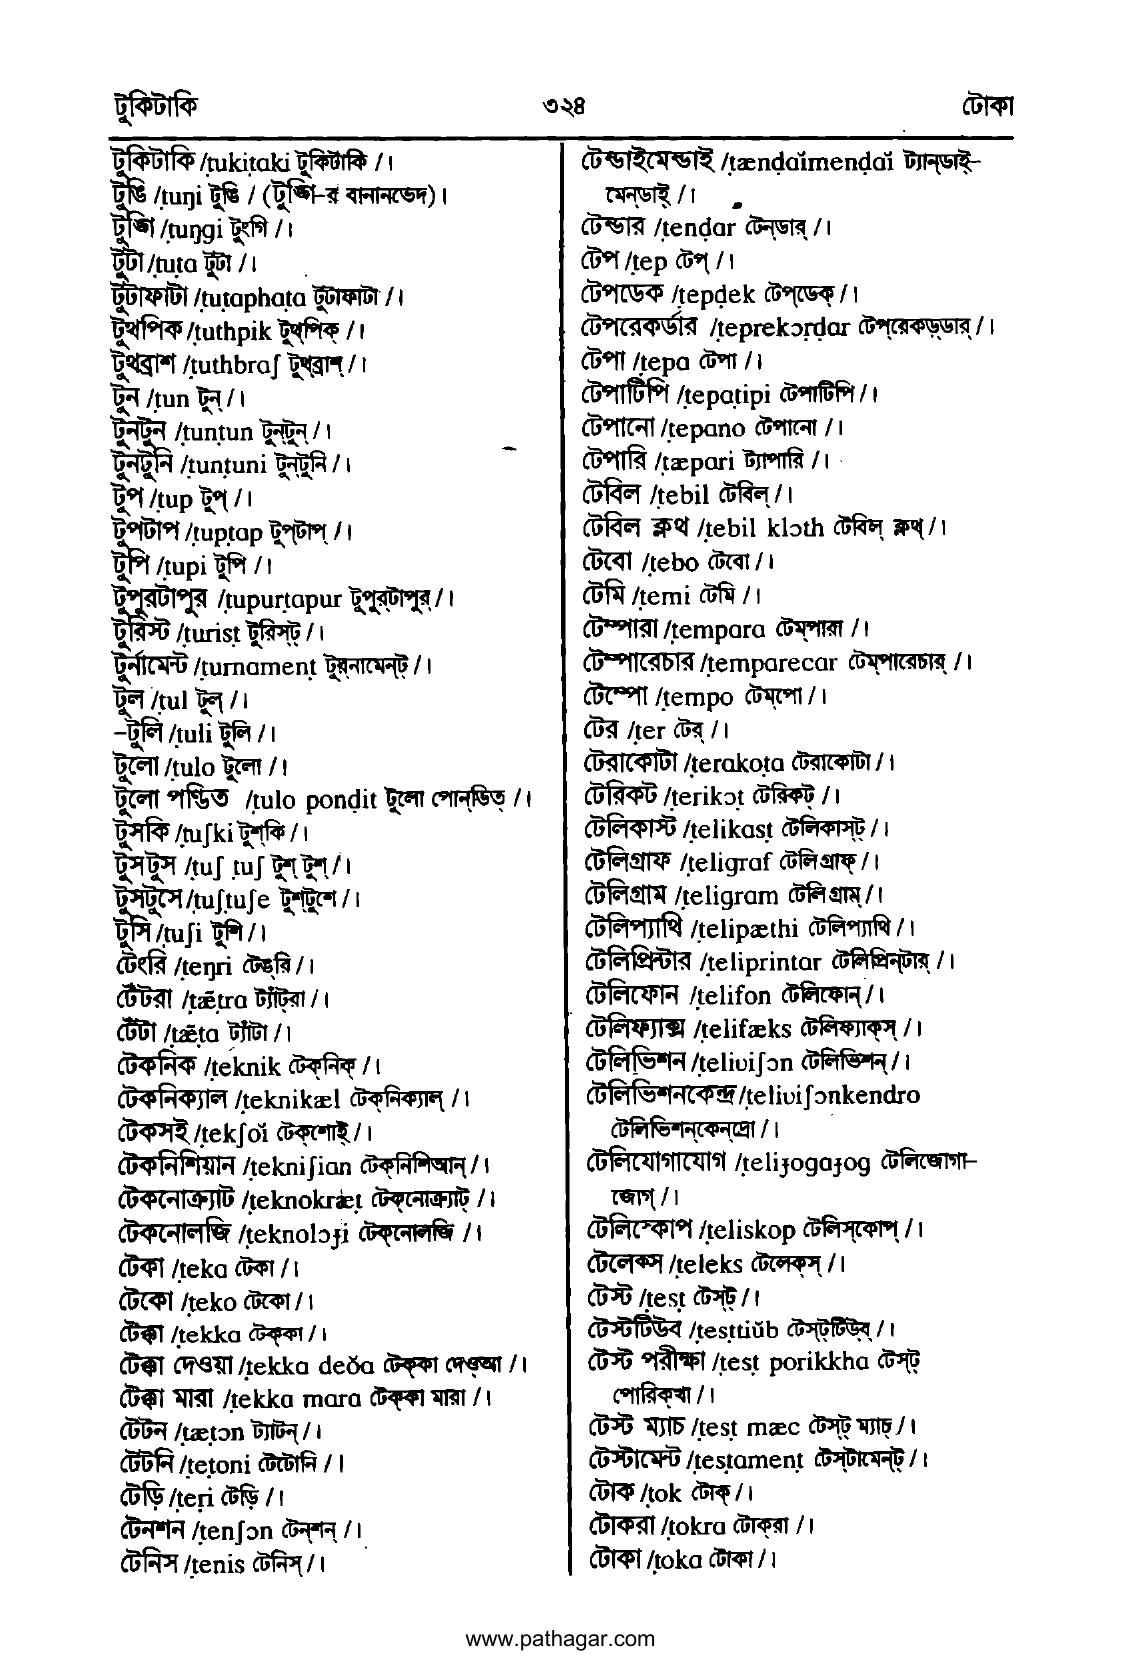 টুকিটাকি ৩২৪ টোকা
টুকিটাকি /ṭukiṭaki টুকিটাকি /।
টুঙি /ṭuŋi টুঙি / (টুঙ্গি-র বানানভেদ)।
টুঙ্গি /ṭuŋgi টুংগি /।
টুটা /ṭuṭa টুটা /।
টুটাফাটা /ṭuṭaphaṭa টুটাফাটা /।
টুথপিক /ṭuthpik টুথ্‌পিক্ /।
টুথব্রাশ /ṭuthbraʃ টুথ্‌ব্রাশ্ /।
টুন /ṭun টুন্ /।
টুনটুন /ṭunṭun টুন্‌টুন্ /।
টুনটুনি /ṭunṭuni টুন্‌টুনি /।
টুপ /ṭup টুপ্ /।
টুপটাপ /ṭupṭap টুপ্‌টাপ্ /।
টুপি /ṭupi টুপি /।
টুপুরটাপুর /ṭupurṭapur টুপুর্‌টাপুর্ /।
টুরিস্ট /ṭurisṭ টুরিস্‌ট্ /।
টুর্নামেন্ট /ṭurnamenṭ টুর্‌নামেন্‌ট্ /।
টুল /ṭul টুল্ /।
–টুলি /ṭuli টুলি /।
টুলো /ṭulo টুলো /।
টুলো পণ্ডিত /ṭulo ponḍit টুলো পোন্‌ডিত্ /।
টুসকি /ṭuʃki টুশ্‌কি /।
টুসটুস /ṭuʃ ṭuʃ টুশ্ টুশ্ /।
টুসটুসে /ṭuʃṭuʃe টুশ্‌টুশে /।
টুসি /ṭuʃi টুশি /।
টেংরি /ṭeŋri টেঙ্‌রি /।
টেঁটরা /ṭæ̃ṭra ট্যাঁট্‌রা /।
টেঁটা /ṭæ̃ṭa ট্যাঁটা /।
টেকনিক /ṭeknik টেক্‌নিক্ /।
টেকনিক্যাল /ṭeknikæl টেক্‌নিক্যাল্ /।
টেকসই /ṭekʃoĭ টেক্‌শোই্ /।
টেকনিশিয়ান /ṭekniʃian টেক্‌নিশিআন্ /।
টেকনোক্র্যাট /ṭeknokræṭ টেক্‌নোক্র্যাট্ /।
টেকনোলজি /ṭeknolɔɟi টেক্‌নোলজি /।
টেকা /ṭeka টেকা /।
টেকো /ṭeko টেকো /।
টেক্কা /ṭekka টেক্‌কা /।
টেক্কা দেওয়া /ṭekka deŏa টেক্‌কা দেও্আ /।
টেক্কা মারা /ṭekka mara টেক্‌কা মারা /।
টেটন /ṭæṭɔn ট্যাটন্ /।
টেটনি /ṭeṭoni টেটোনি /।
টেড়ি /ṭeṛi টেড়ি /।
টেনশন /ṭenʃɔn টেন্‌শন্ /।
টেনিস /ṭenis টেনিস্ /।
টেন্ডাইমেন্ডাই /ṭænḍaĭmenḍaĭ ট্যান্‌ডাই্–
মেন্‌ডাই্ /।
টেন্ডার /ṭenḍar টেন্‌ডার্ /।
টেপ /ṭep টেপ্ /।
টেপডেক /ṭepḍek টেপ্‌ডেক্ /।
টেপরেকর্ডার /ṭeprekɔrḍar টেপ্‌রেকড়্‌ডার্ /।
টেপা /ṭepa টেপা /।
টেপাটিপি /ṭepaṭipi টেপাটিপি /।
টেপানো /ṭepano টেপানো /।
টেপারি /ṭæpari ট্যাপারি /।
টেবিল /ṭebil টেবিল্ /।
টেবিল ক্লথ /ṭebil klɔth টেবিল্ ক্লথ্ /।
টেবো /ṭebo টেবো /।
টেমি /ṭemi টেমি /।
টেম্পারা /ṭempara টেম্‌পারা /।
টেম্পারেচার /ṭemparecar টেম্‌পারেচার্ /।
টেম্পো /ṭempo টেম্‌পো /।
টের /ṭer টের্ /।
টেরাকোটা /ṭerakoṭa টেরাকোটা /।
টেরিকট /ṭerikɔṭ টেরিকট্ /।
টেলিকাস্ট /ṭelikasṭ টেলিকাস্‌ট্ /।
টেলিগ্রাফ /ṭeligraf টেলিগ্রাফ্ /।
টেলিগ্রাম /ṭeligram টেলিগ্রাম্ /।
টেলিপ্যাথি /ṭelipæthi টেলিপ্যাথি /।
টেলিপ্রিন্টার /ṭeliprinṭar টেলিপ্রিন্‌টার্ /।
টেলিফোন /ṭelifon টেলিফোন্ /।
টেলিফ্যাক্স /ṭelifæks টেলিফ্যাক্‌স্ /।
টেলিভিশন /ṭeliʋiʃɔn টেলিভিশন্ /।
টেলিভিশনকেন্দ্র /ṭeliʋiʃɔnkendro
টেলিভিশন্‌কেন্‌দ্রো /।
টেলিযোগাযোগ /ṭeliɟogaɟog টেলিজোগা–
জোগ্ /।
টেলিস্কোপ /ṭeliskop টেলিস্‌কোপ্ /।
টেলেক্স /ṭeleks টেলেক্‌স্ /।
টেস্ট /ṭesṭ টেস্‌ট্ /।
টেস্টটিউব /ṭesṭṭiŭb টেস্‌ট্‌টিউ্‌ব্ /।
টেস্ট পরীক্ষা /ṭesṭ porikkha টেস্‌ট্
পোরিক্‌খা /।
টেস্ট ম্যাচ /ṭesṭ mæc টেস্‌ট্ ম্যাচ্ /।
টেস্টামেন্ট /ṭesṭamenṭ টেস্‌টামেন্‌ট্ /।
টোক /ṭok টোক্ /।
টোকরা /ṭokra টোক্‌রা /।
টোকা /ṭoka টোকা /।
www.pathagar.com